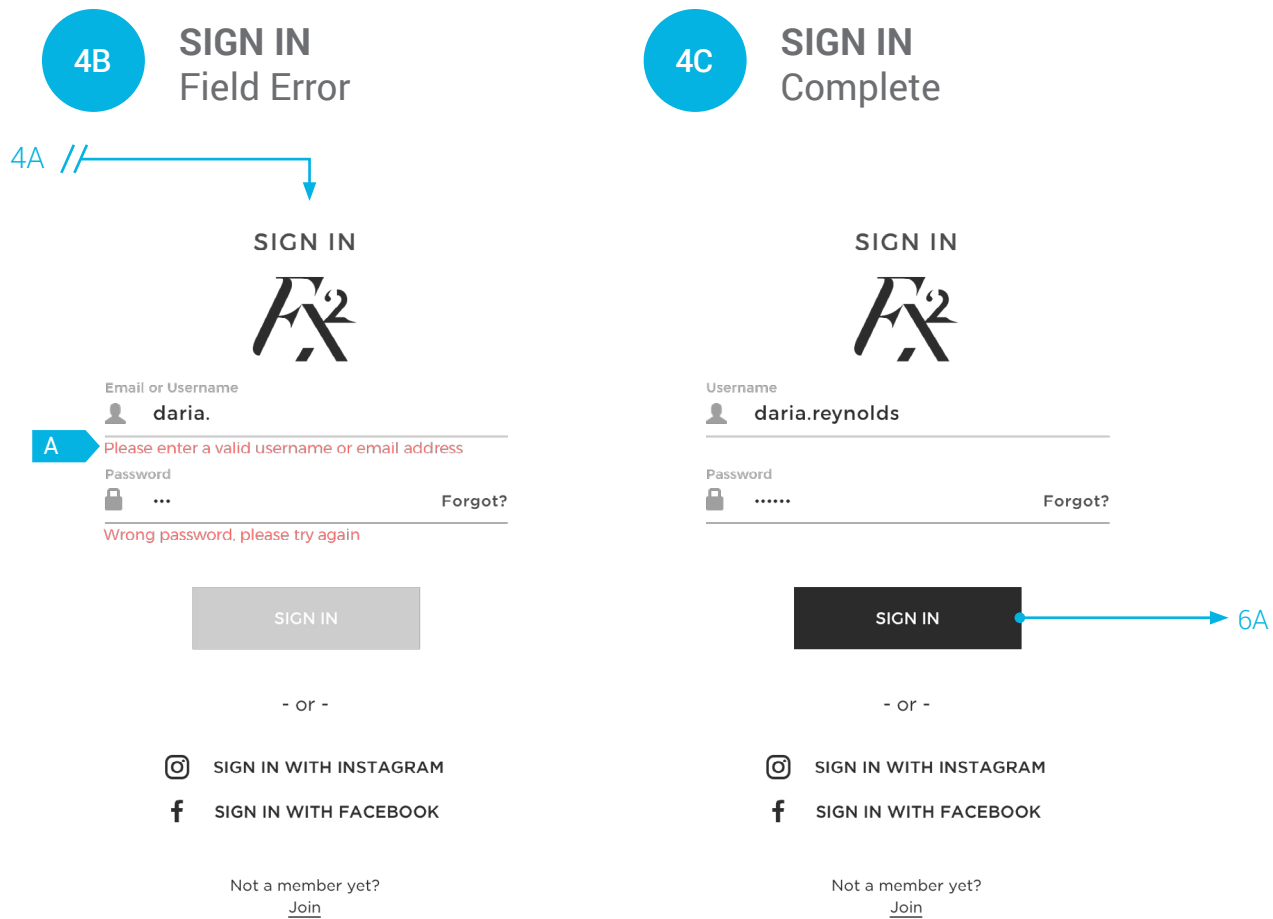 4B
SIGN IN
Field Error
4A
SIGN IN
FX2
Email or Username
daria.
A
Please enter a valid username or email address
Password
•••
Forgot?
Wrong password, please try again
SIGN IN
- or -
SIGN IN WITH INSTAGRAM
SIGN IN WITH FACEBOOK
Not a member yet?
Join
4C
SIGN IN
Complete
SIGN IN
FX2
Username
daria.reynolds
Password
••••••
Forgot?
SIGN IN
6A
- or -
SIGN IN WITH INSTAGRAM
SIGN IN WITH FACEBOOK
Not a member yet?
Join